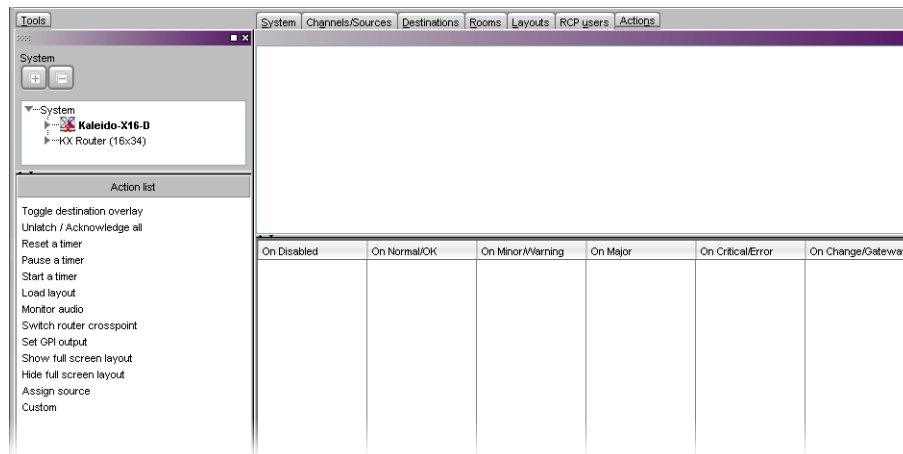 Tools
System Channels/Sources Destinations Rooms Layouts RCP users Actions
System
System
Kaleido-X16-D
KX Router (16x34)
Action list
Toggle destination overlay
Unlatch / Acknowledge all
Reset a timer
Pause a timer
Start a timer
Load layout
Monitor audio
Switch router crosspoint
Set GPI output
Show full screen layout
Hide full screen layout
Assign source
Custom
On Disabled On Normal/OK On Minor/Warning On Major On Critical/Error On Change/Gatewa